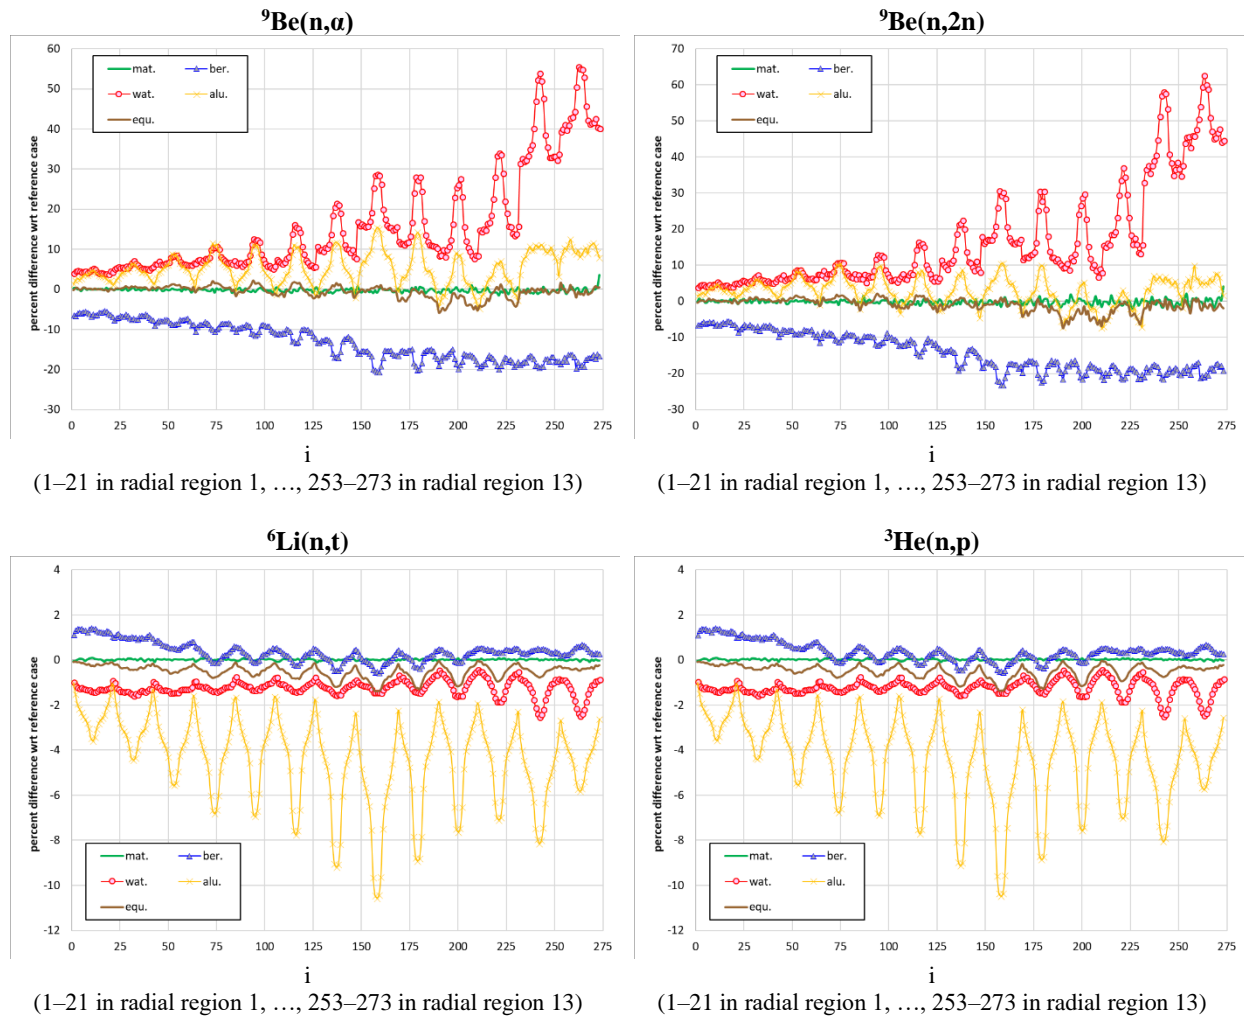 ⁹Be(n,α)
percent difference wrt reference case
60
50
40
30
20
10
0
-10
-20
-30
mat. ber.
wat. alu.
equ.
0 25 50 75 100 125 150 175 200 225 250 275
i
(1–21 in radial region 1, …, 253–273 in radial region 13)
⁹Be(n,2n)
percent difference wrt reference case
70
60
50
40
30
20
10
0
-10
-20
-30
mat. ber.
wat. alu.
equ.
0 25 50 75 100 125 150 175 200 225 250 275
i
(1–21 in radial region 1, …, 253–273 in radial region 13)
⁶Li(n,t)
percent difference wrt reference case
4
2
0
-2
-4
-6
-8
-10
-12
mat. ber.
wat. alu.
equ.
0 25 50 75 100 125 150 175 200 225 250 275
i
(1–21 in radial region 1, …, 253–273 in radial region 13)
³He(n,p)
percent difference wrt reference case
4
2
0
-2
-4
-6
-8
-10
-12
mat. ber.
wat. alu.
equ.
0 25 50 75 100 125 150 175 200 225 250 275
i
(1–21 in radial region 1, …, 253–273 in radial region 13)